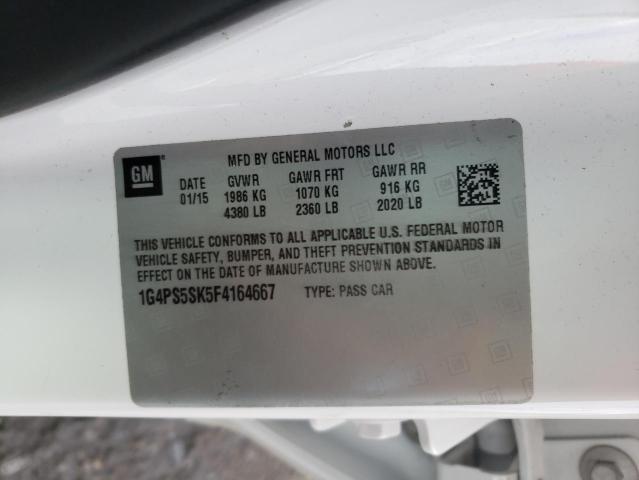 GM
MFD BY GENERAL MOTORS LLC
DATE GVWR GAWR FRT GAWR RR
01/15 1986 KG 1070 KG 916 KG
4380 LB 2360 LB 2020 LB
THIS VEHICLE CONFORMS TO ALL APPLICABLE U.S. FEDERAL MOTOR
VEHICLE SAFETY, BUMPER, AND THEFT PREVENTION STANDARDS IN
EFFECT ON THE DATE OF MANUFACTURE SHOWN ABOVE.
1G4PS5SK5F4164667 TYPE: PASS CAR